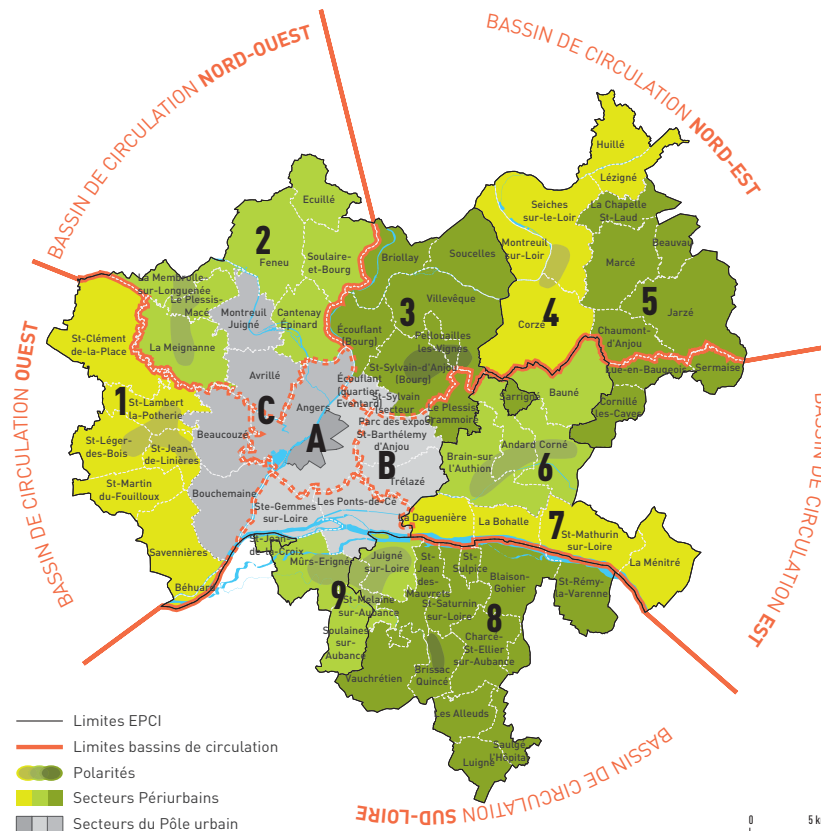 BASSIN DE CIRCULATION NORD-OUEST
BASSIN DE CIRCULATION NORD-EST
BASSIN DE CIRCULATION OUEST
BASSIN DE CIRCULATION EST
BASSIN DE CIRCULATION SUD-LOIRE
Huillé
Lézigné
Ecuillé
2
Feneu
Soulaire-
et-Bourg
Seiches
sur-le-Loir
La Chapelle
St-Laud
Montreuil
sur-Loir
Beauvau
Marcé
Briollay
Soucelles
La Membrolle-
sur-Longuenée
Le Plessis-
Macé
Villevêque
3
4
5
Jarzé
Montreuil
Juigné
Cantenay
Épinard
Corzé
Chaumont-
d'Anjou
St-Clément
de-la-Place
La Meignanne
Écouflant
(Bourg)
Pellouailles
les-Vignes
Lué-en-Baugeois
Sermaise
Avrillé
St-Sylvain-d'Anjou
(Bourg)
Écouflant
(quartier
Eventard)
St-Sylvain
(secteur
Parc des expos)
Le Plessis
Grammoire
Sarrigné
Bauné
Cornillé
les-Caves
1
St-Lambert
la-Potherie
C
Angers
A
Beaucouzé
St-Barthélemy
d'Anjou
B
Andard
Corné
Brain-sur
l'Authion
6
St-Léger-
des-Bois
St-Jean-
de-Linières
Trélazé
St-Martin
du-Fouilloux
Bouchemaine
Ste-Gemmes
sur-Loire
Les Ponts-de-Cé
La Daguenière
La Bohalle
7
St-Mathurin
sur-Loire
La Ménitré
Savennières
Béhuard
St-Jean-
de-la-Croix
Mûrs-Erigné
Juigné
sur-Loire
St-
Jean
des-
Mauvrets
St-
Sulpice
Blaison-
Gohier
St-Rémy-
la-Varenne
9
St-Melaine
sur-Aubance
St-Saturnin
sur-Loire
8
Soulaines
sur-
Aubance
Charcé-
St-Ellier
sur-Aubance
Vauchrétien
Brissac
Quincé
Les Alleuds
Saulgé
l'Hôpital
Luigné
Limites EPCI
Limites bassins de circulation
Polarités
Secteurs Périurbains
Secteurs du Pôle urbain
0